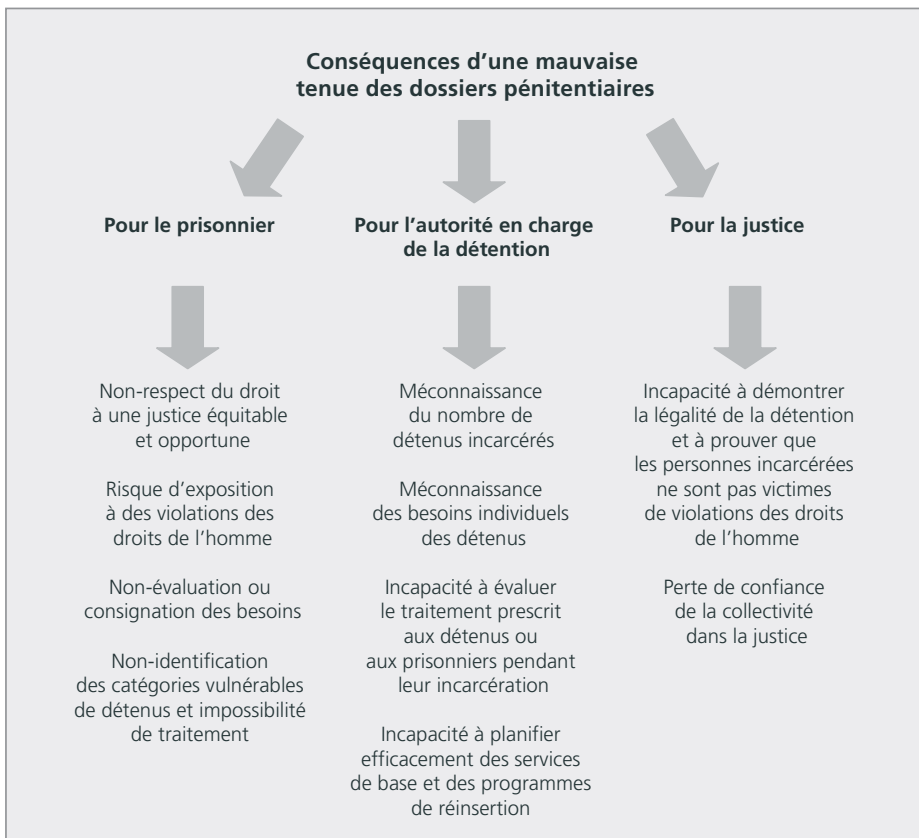 Conséquences d’une mauvaise
tenue des dossiers pénitentiaires
Pour le prisonnier
Non-respect du droit
à une justice équitable
et opportune
Risque d’exposition
à des violations des
droits de l’homme
Non-évaluation ou
consignation des besoins
Non-identification
des catégories vulnérables
de détenus et impossibilité
de traitement
Pour l’autorité en charge
de la détention
Méconnaissance
du nombre de
détenus incarcérés
Méconnaissance
des besoins individuels
des détenus
Incapacité à évaluer
le traitement prescrit
aux détenus ou
aux prisonniers pendant
leur incarcération
Incapacité à planifier
efficacement des services
de base et des programmes
de réinsertion
Pour la justice
Incapacité à démontrer
la légalité de la détention
et à prouver que
les personnes incarcérées
ne sont pas victimes
de violations des droits
de l’homme
Perte de confiance
de la collectivité
dans la justice